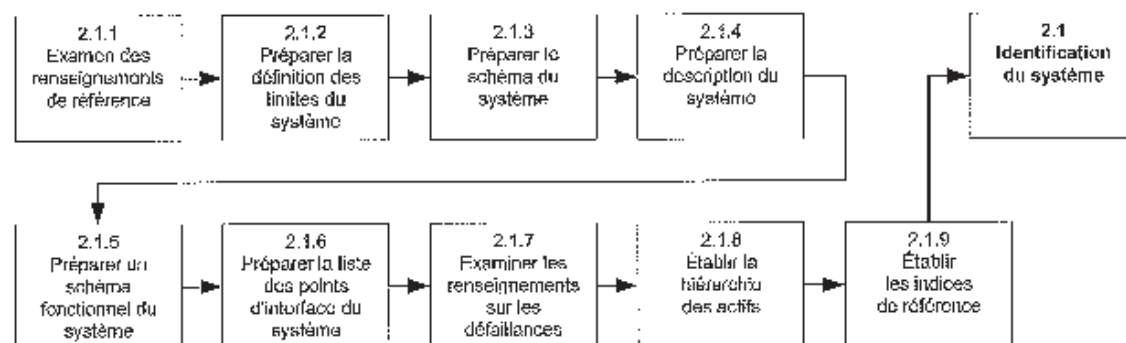 2.1.1
Examen des
renseignements
de référence
2.1.2
Préparer la
définition des
limites du
système
2.1.3
Préparer le
schéma du
système
2.1.4
Préparer la
description du
système
2.1
Identification
du système
2.1.5
Préparer un
schéma
fonctionnel du
système
2.1.6
Préparer la liste
des points
d'interface du
système
2.1.7
Examiner les
renseignements
sur les
défaillances
2.1.8
Établir la
hiérarchie
des actifs
2.1.9
Établir
les indices
de référence